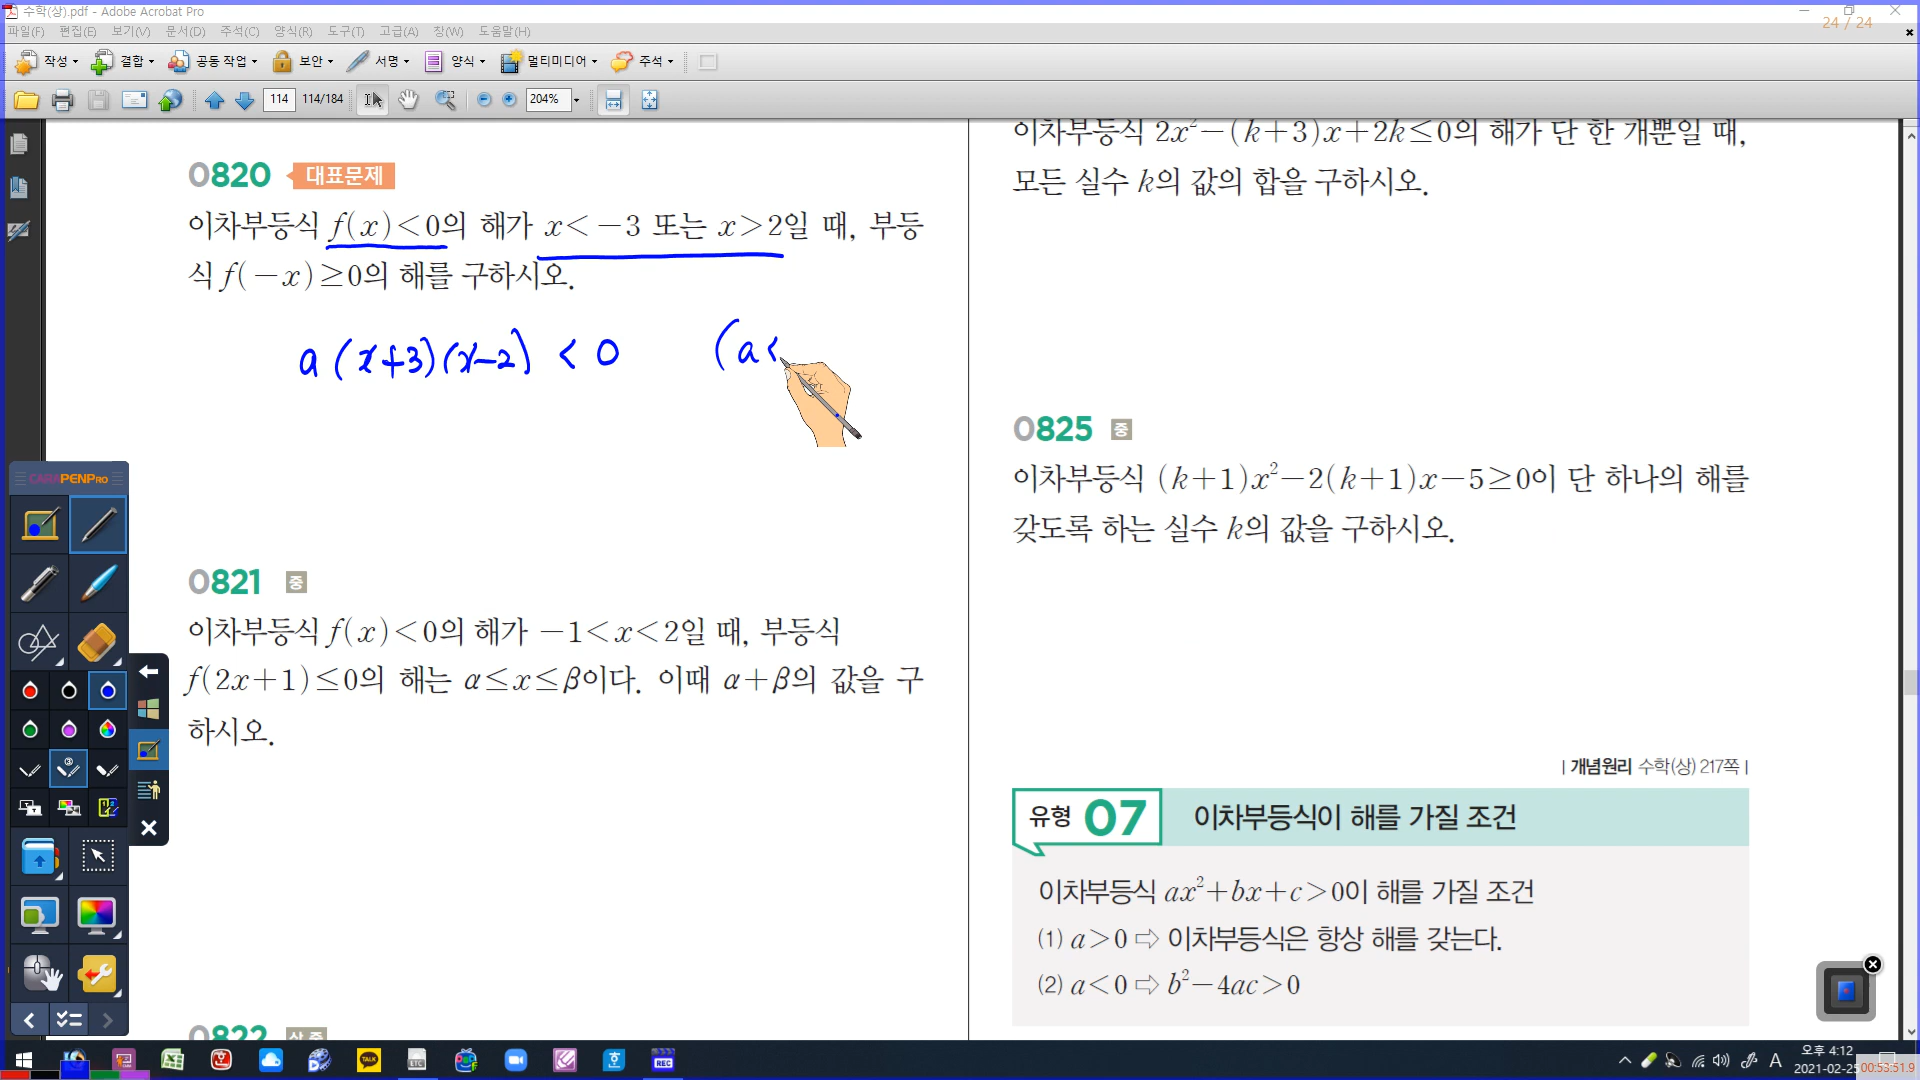 수학(상).pdf - Adobe Acrobat Pro
24 / 24
파일(F) 편집(E) 보기(V) 문서(D) 주석(C) 양식(R) 도구(T) 고급(A) 창(W) 도움말(H)
작성 결합 공동 작업 보안 서명 양식 멀티미디어 주석
114 114/184 204%
0820 대표문제
이차부등식 f(x)<0의 해가 x<-3 또는 x>2일 때, 부등
식 f(-x)≥0의 해를 구하시오.
a(x+3)(x-2) < 0 (a<
0821 중
이차부등식 f(x)<0의 해가 -1<x<2일 때, 부등식
f(2x+1)≤0의 해는 α≤x≤β이다. 이때 α+β의 값을 구
하시오.
0822 상중
이차부등식 2x²-(k+3)x+2k≤0의 해가 단 한 개뿐일 때,
모든 실수 k의 값의 합을 구하시오.
0825 중
이차부등식 (k+1)x²-2(k+1)x-5≥0이 단 하나의 해를
갖도록 하는 실수 k의 값을 구하시오.
| 개념원리 수학(상) 217쪽 |
유형 07 이차부등식이 해를 가질 조건
이차부등식 ax²+bx+c>0이 해를 가질 조건
(1) a>0 ⇨ 이차부등식은 항상 해를 갖는다.
(2) a<0 ⇨ b²-4ac>0
PENPRO
TALK
REC
A
오후 4:12
2021-02-25
00:53:51.9